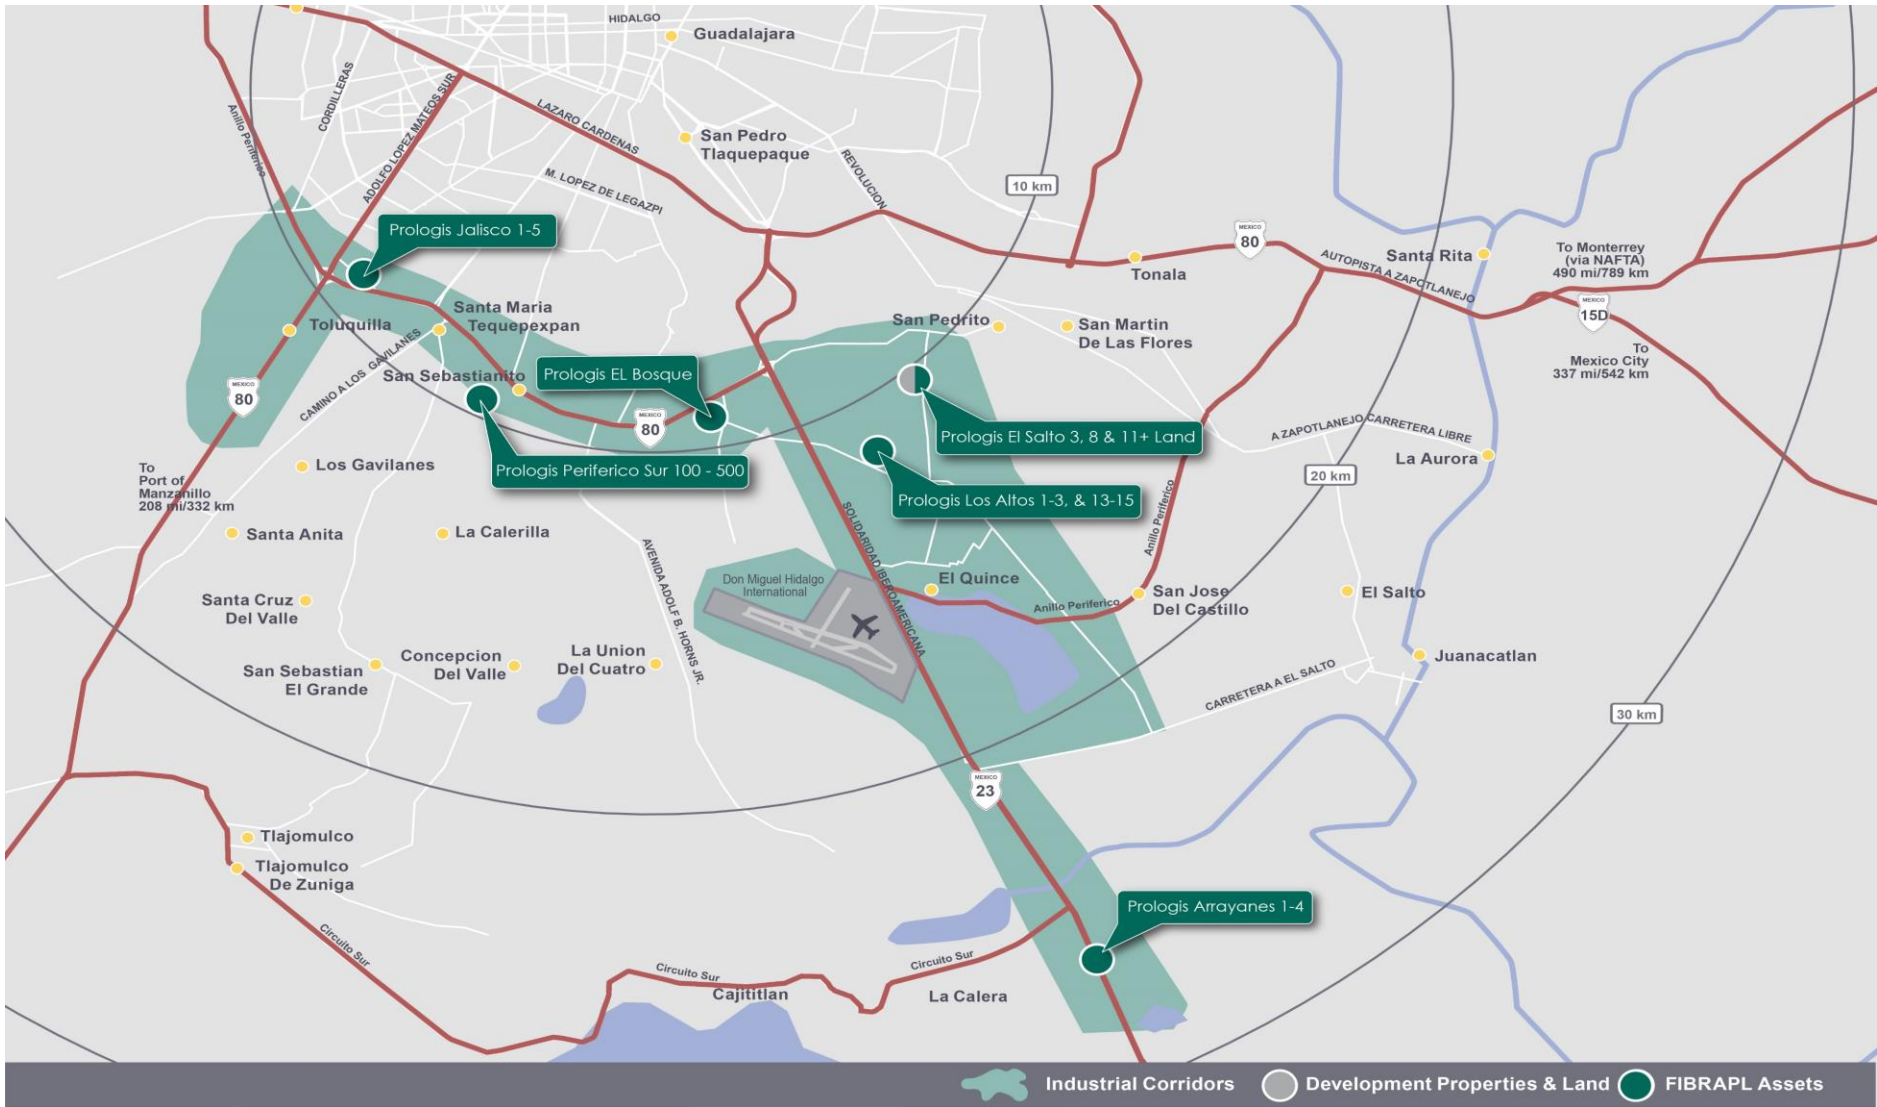 HIDALGO
Guadalajara
CORDILLERAS
ADOLFO LOPEZ MATEOS SUR
Anillo Periferico
LAZARO CARDENAS
San Pedro
Tlaquepaque
M. LOPEZ DE LEGAZPI
REVOLUCION
10 km
Prologis Jalisco 1-5
MEXICO
80
Tonala
AUTOPISTA A ZAPOTLANEJO
Santa Rita
To Monterrey
(via NAFTA)
490 mi/789 km
MEXICO
15D
To
Mexico City
337 mi/542 km
Santa Maria
Tequepexpan
Toluquilla
San Pedrito
San Martin
De Las Flores
CAMINO A LOS GAVILANES
San Sebastianito
Prologis EL Bosque
MEXICO
80
MEXICO
80
Prologis El Salto 3, 8 & 11+ Land
A ZAPOTLANEJO CARRETERA LIBRE
La Aurora
Prologis Periferico Sur 100 - 500
Los Gavilanes
To
Port of
Manzanillo
208 mi/332 km
20 km
Prologis Los Altos 1-3, & 13-15
SOLIDARIDAD IBEROAMERICANA
Anillo Periferico
Santa Anita
La Calerilla
AVENIDA ADOLF B. HORNS JR.
Don Miguel Hidalgo
International
El Quince
Anillo Periferico
San Jose
Del Castillo
El Salto
Santa Cruz
Del Valle
San Sebastian
El Grande
Concepcion
Del Valle
La Union
Del Cuatro
Juanacatlan
CARRETERA A EL SALTO
30 km
MEXICO
23
Tlajomulco
Tlajomulco
De Zuniga
Prologis Arrayanes 1-4
Circuito Sur
Circuito Sur
Circuito Sur
Cajititlan
La Calera
Industrial Corridors
Development Properties & Land
FIBRAPL Assets